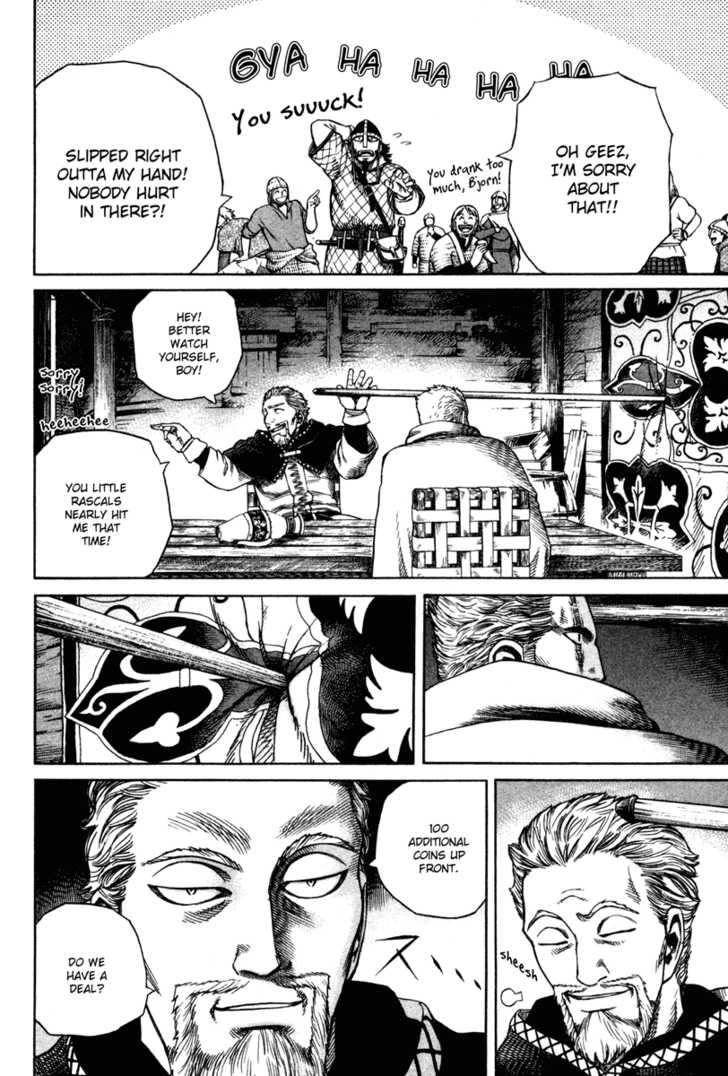 GYA HA HA HA HA
You suuuck!
OH GEEZ,
I'M SORRY
ABOUT
THAT!!
You drank too
much, Bjorn!
SLIPPED RIGHT
OUTTA MY HAND!
NOBODY HURT
IN THERE?!
HEY!
BETTER
WATCH
YOURSELF,
BOY!
sorry
sorry!
heeheehee
YOU LITTLE
RASCALS
NEARLY HIT
ME THAT
TIME!
sheesh
100
ADDITIONAL
COINS UP
FRONT.
ス...
DO WE
HAVE A
DEAL?